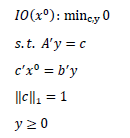 IO(x⁰): min_{c,y} 0
s.t. A'y = c
c'x⁰ = b'y
‖c‖₁ = 1
y ≥ 0